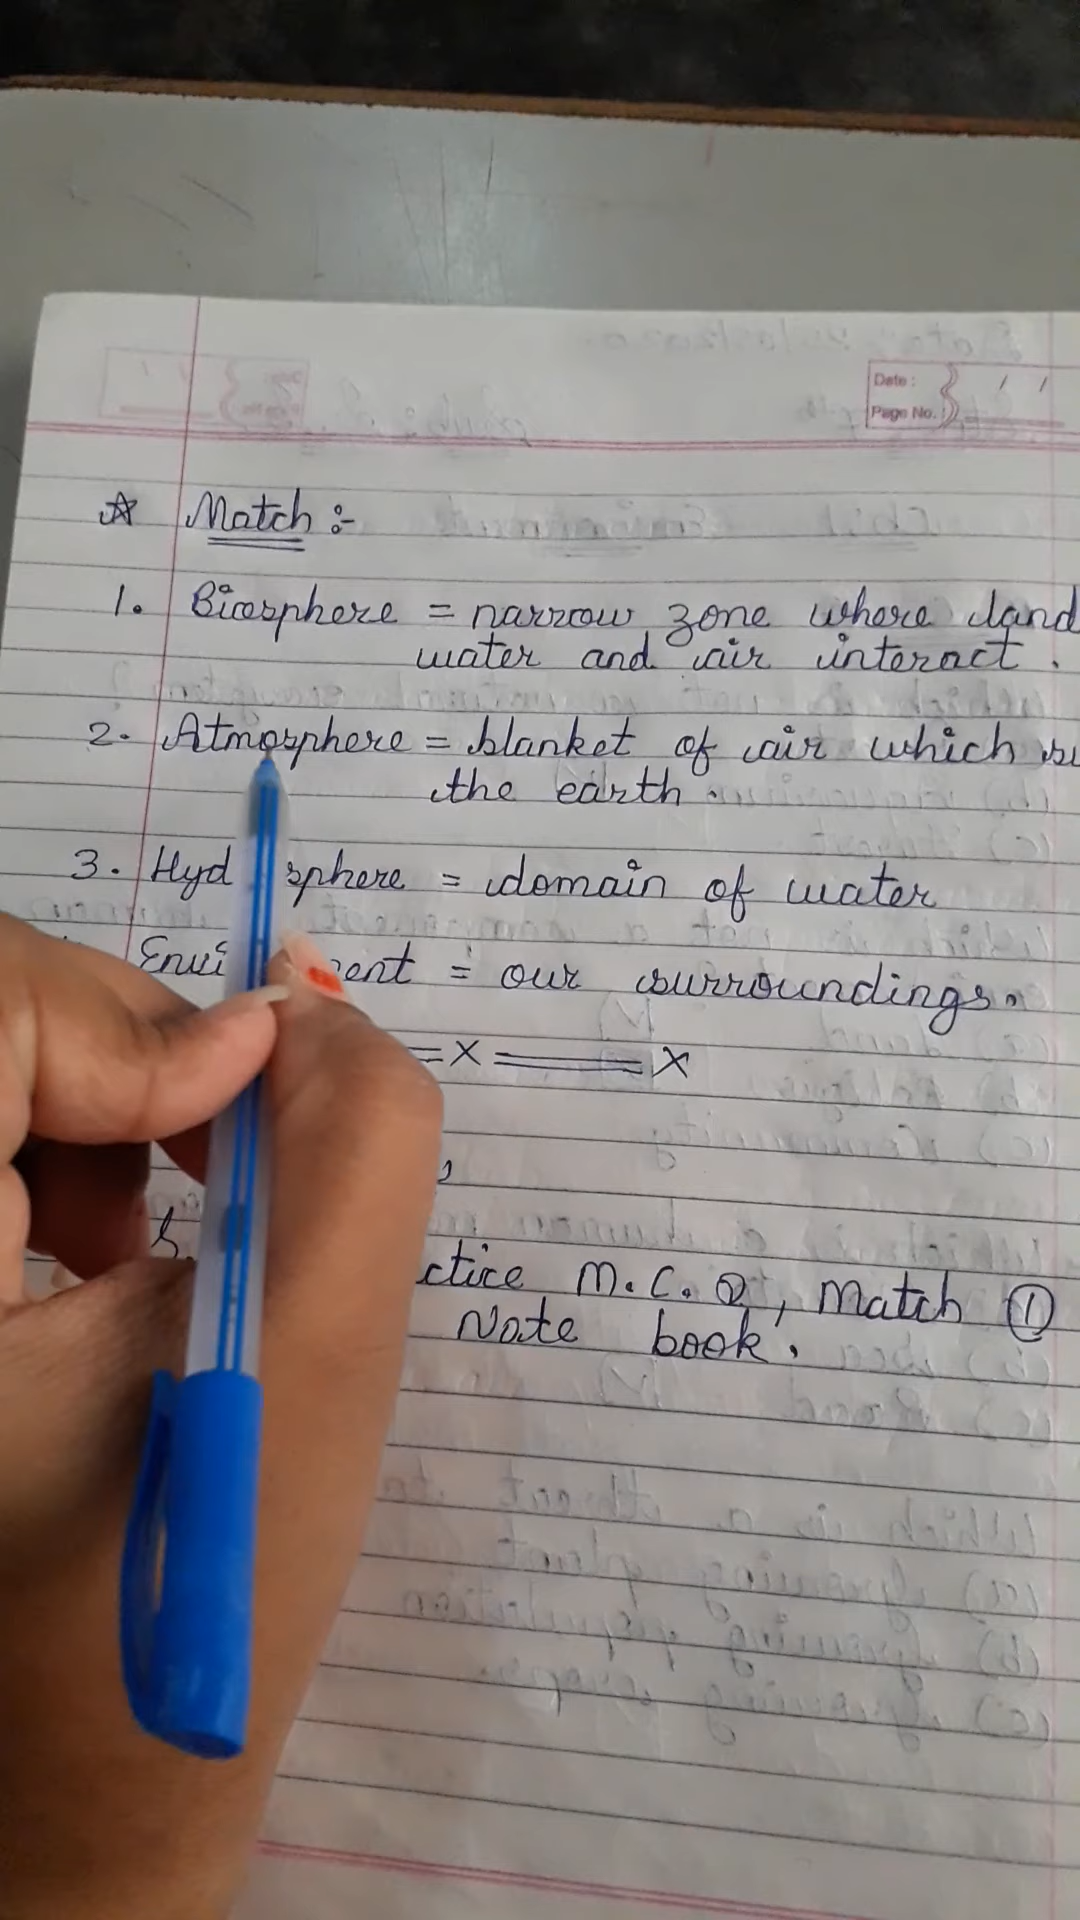 Date :
Page No. :
☆ Match :-
1. Biosphere = narrow zone where land
water and air interact .
2. Atmosphere = blanket of air which
the earth .
3. Hyd sphere = domain of water
Envi ment = our surroundings.
= x === x
ctice M.C.Q, Match ①
Note book .